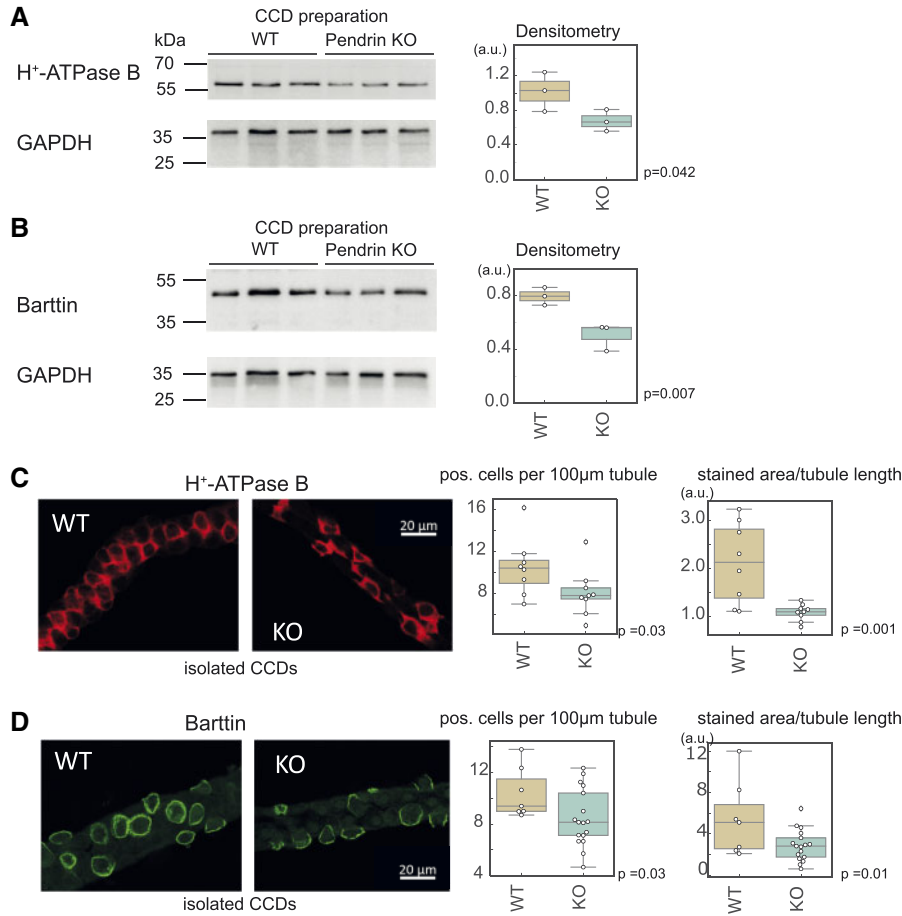 A
CCD preparation
kDa
WT
Pendrin KO
H⁺-ATPase B
70
55
GAPDH
35
25
Densitometry
(a.u.)
1.2
0.8
0.4
0.0
WT
KO
p=0.042
B
CCD preparation
WT
Pendrin KO
Barttin
55
35
GAPDH
35
25
Densitometry
(a.u.)
0.8
0.4
0.0
WT
KO
p=0.007
C
H⁺-ATPase B
WT
KO
20 µm
isolated CCDs
pos. cells per 100µm tubule
16
12
8
WT
KO
p =0.03
stained area/tubule length
(a.u.)
3.0
2.0
1.0
WT
KO
p =0.001
D
Barttin
WT
KO
20 µm
isolated CCDs
pos. cells per 100µm tubule
12
8
4
WT
KO
p =0.03
stained area/tubule length
(a.u.)
12
8
4
0
WT
KO
p =0.01